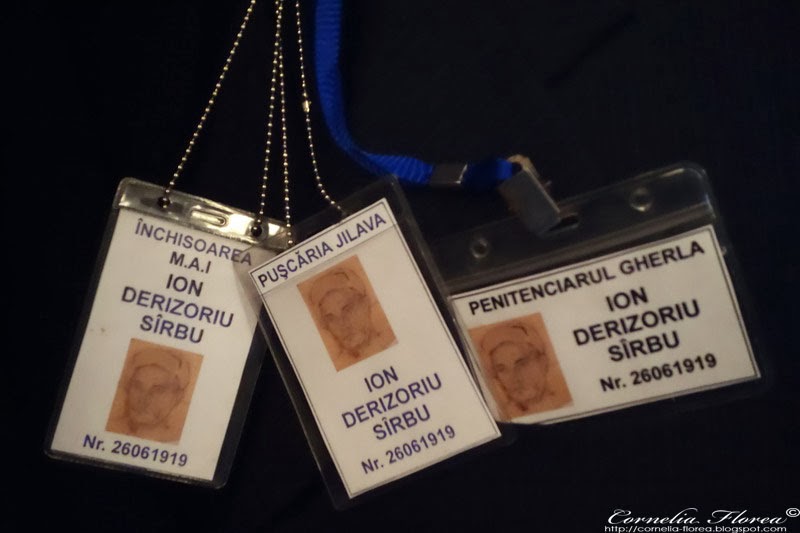 ÎNCHISOAREA
M.A.I
ION
DERIZORIU
SÎRBU
Nr. 26061919
PUŞCĂRIA JILAVA
ION
DERIZORIU
SÎRBU
Nr. 26061919
PENITENCIARUL GHERLA
ION
DERIZORIU
SÎRBU
Nr. 26061919
Cornelia Florea©
http://cornelia-florea.blogspot.com